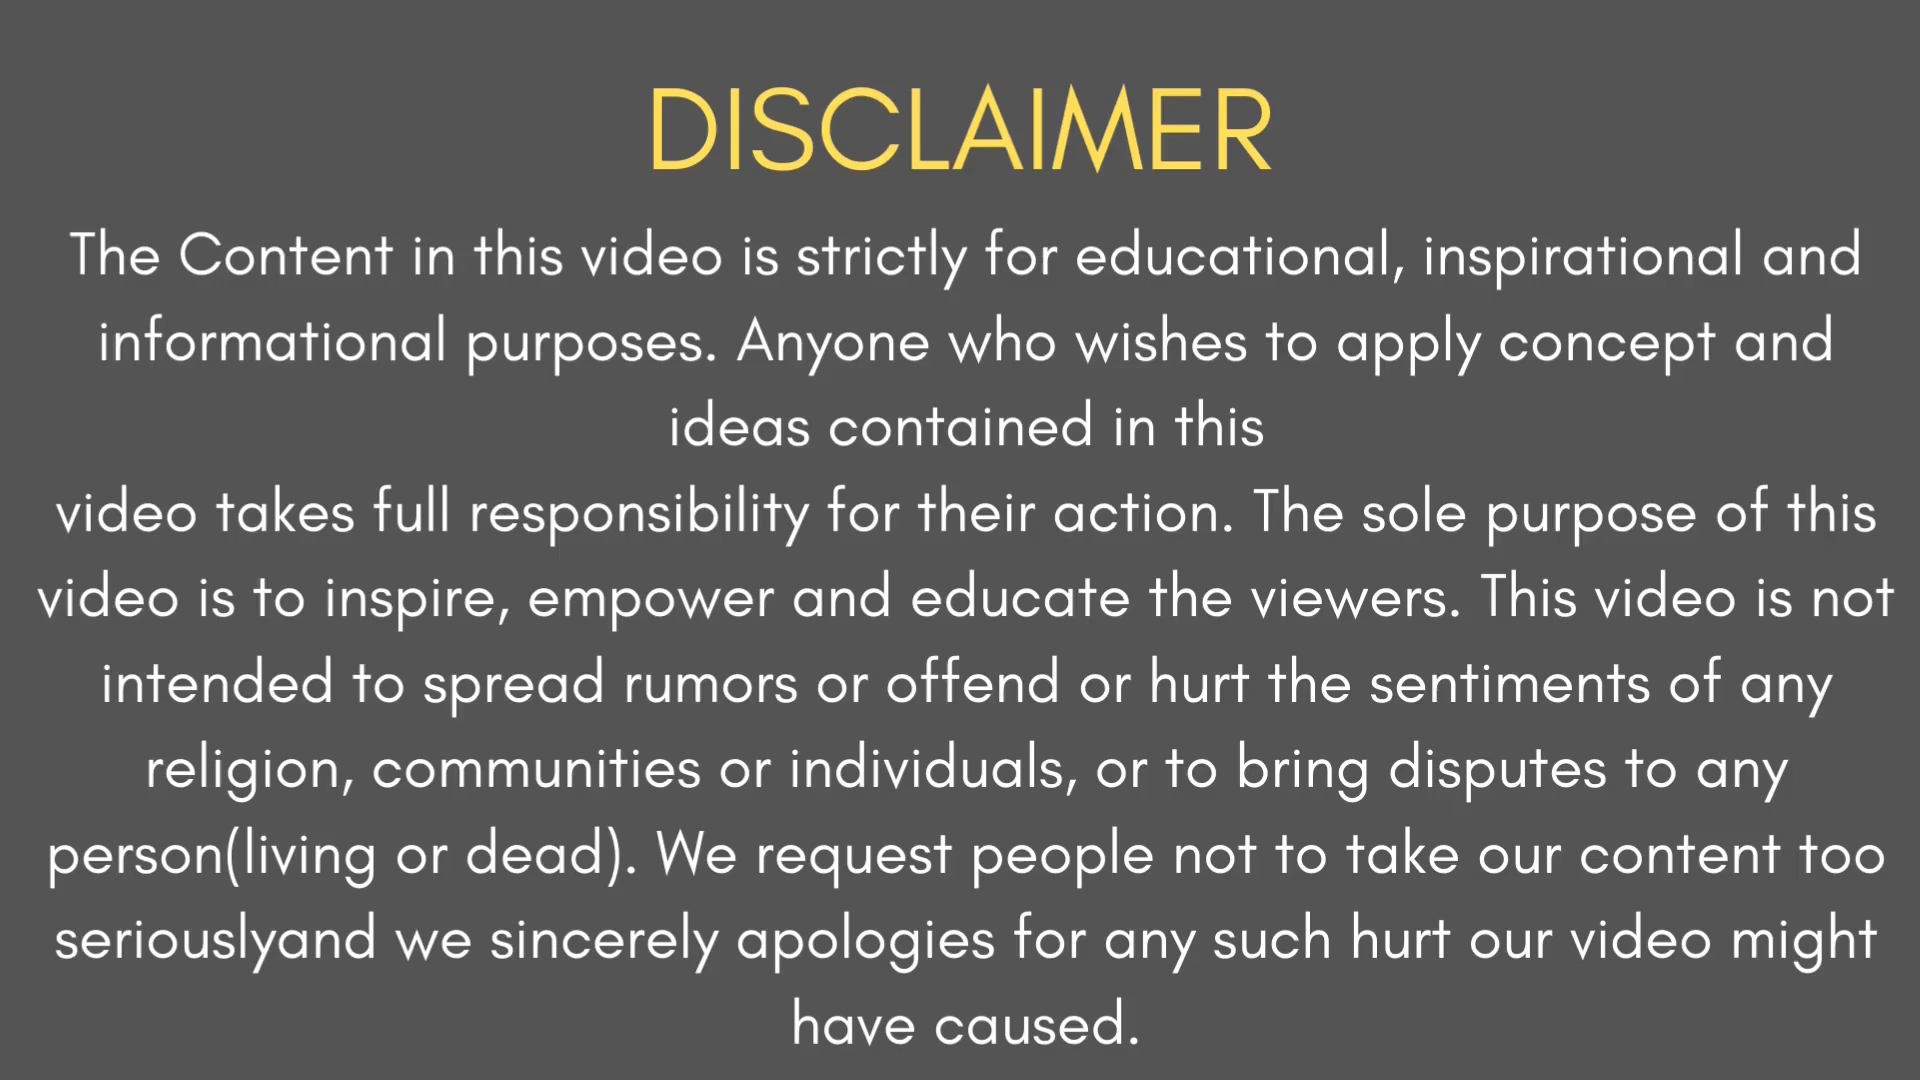 DISCLAIMER
The Content in this video is strictly for educational, inspirational and
informational purposes. Anyone who wishes to apply concept and
ideas contained in this
video takes full responsibility for their action. The sole purpose of this
video is to inspire, empower and educate the viewers. This video is not
intended to spread rumors or offend or hurt the sentiments of any
religion, communities or individuals, or to bring disputes to any
person(living or dead). We request people not to take our content too
seriouslyand we sincerely apologies for any such hurt our video might
have caused.